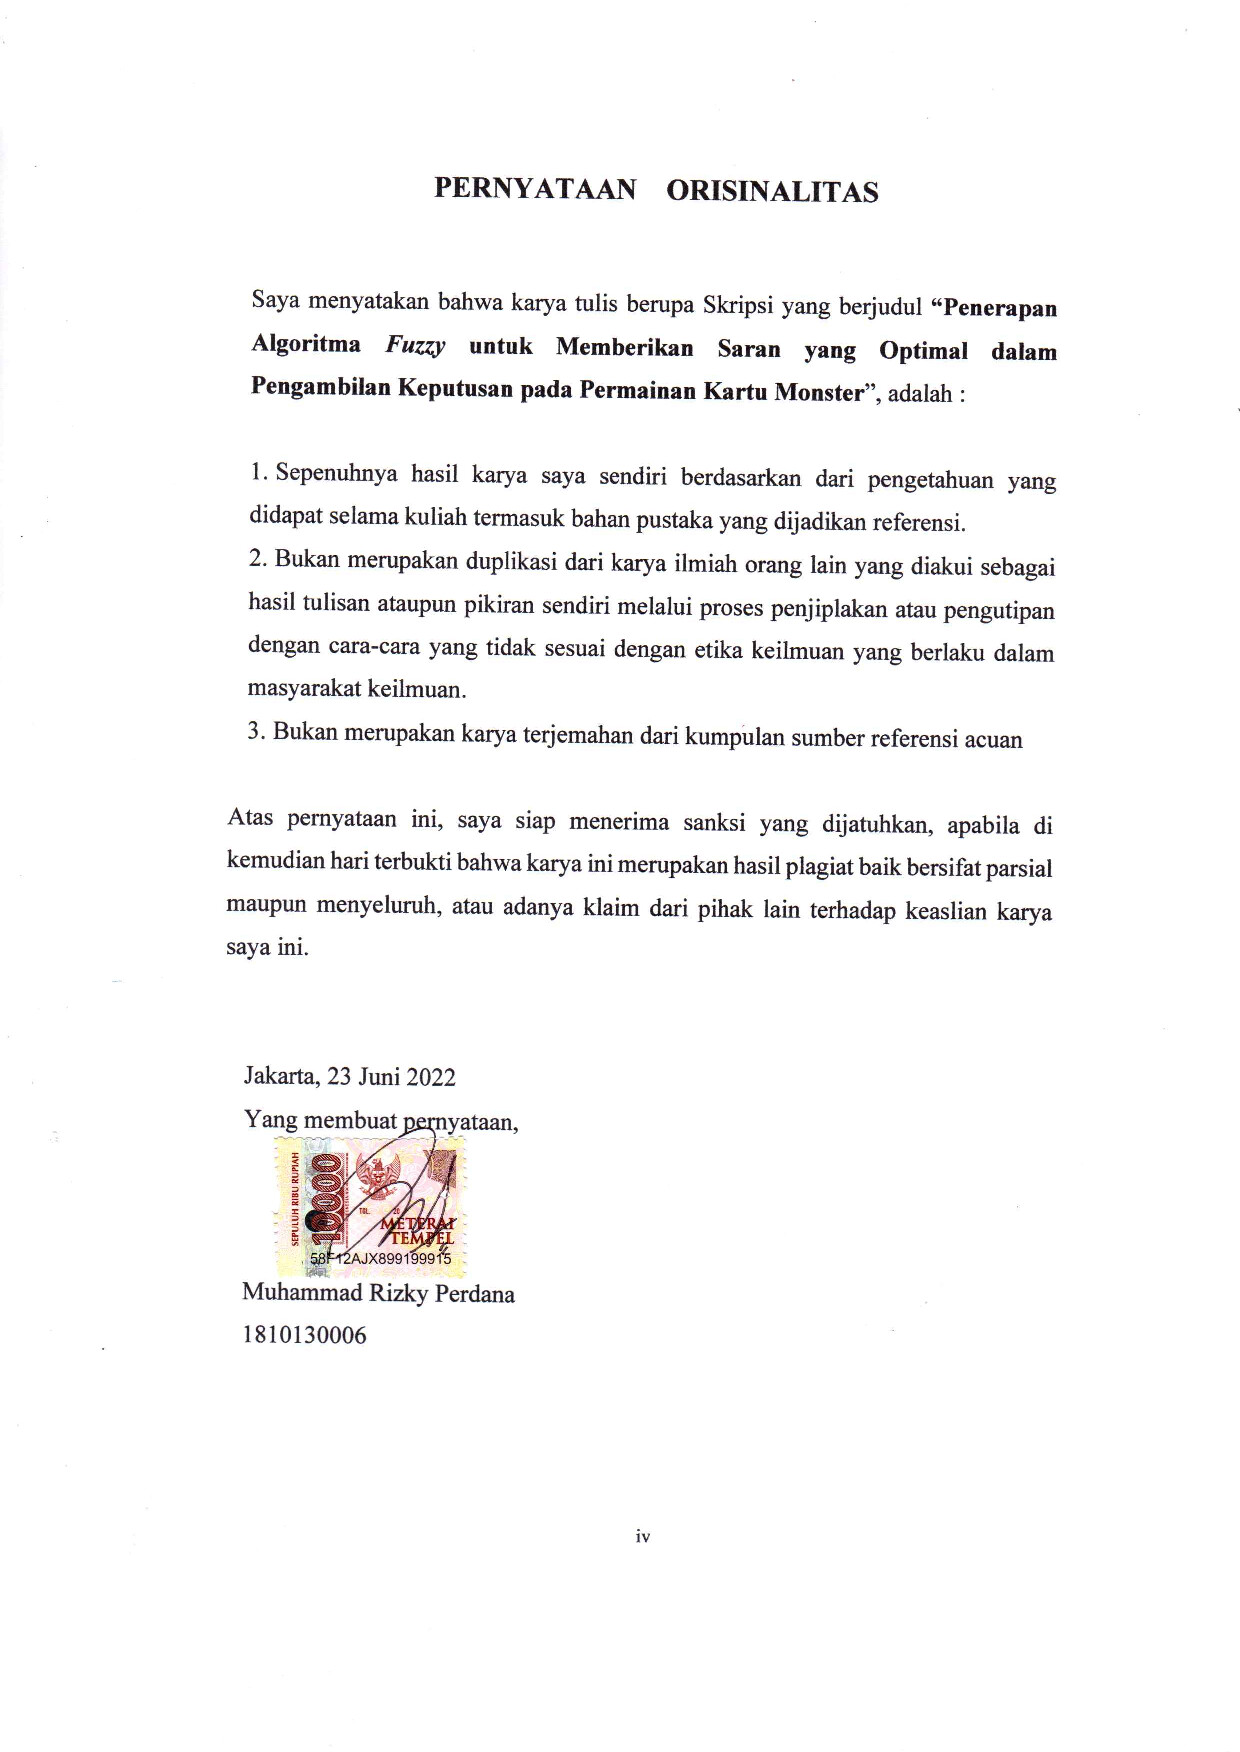 PERNYATAAN ORISINALITAS
Saya menyatakan bahwa karya tulis berupa Skripsi yang berjudul “Penerapan
Algoritma Fuzzy untuk Memberikan Saran yang Optimal dalam
Pengambilan Keputusan pada Permainan Kartu Monster”, adalah :
1. Sepenuhnya hasil karya saya sendiri berdasarkan dari pengetahuan yang
didapat selama kuliah termasuk bahan pustaka yang dijadikan referensi.
2. Bukan merupakan duplikasi dari karya ilmiah orang lain yang diakui sebagai
hasil tulisan ataupun pikiran sendiri melalui proses penjiplakan atau pengutipan
dengan cara-cara yang tidak sesuai dengan etika keilmuan yang berlaku dalam
masyarakat keilmuan.
3. Bukan merupakan karya terjemahan dari kumpulan sumber referensi acuan
Atas pernyataan ini, saya siap menerima sanksi yang dijatuhkan, apabila di
kemudian hari terbukti bahwa karya ini merupakan hasil plagiat baik bersifat parsial
maupun menyeluruh, atau adanya klaim dari pihak lain terhadap keaslian karya
saya ini.
Jakarta, 23 Juni 2022
Yang membuat pernyataan,
SEPULUH RIBU RUPIAH
10000
TGL. 20
METERAI
TEMPEL
58F12AJX899199915
Muhammad Rizky Perdana
1810130006
iv